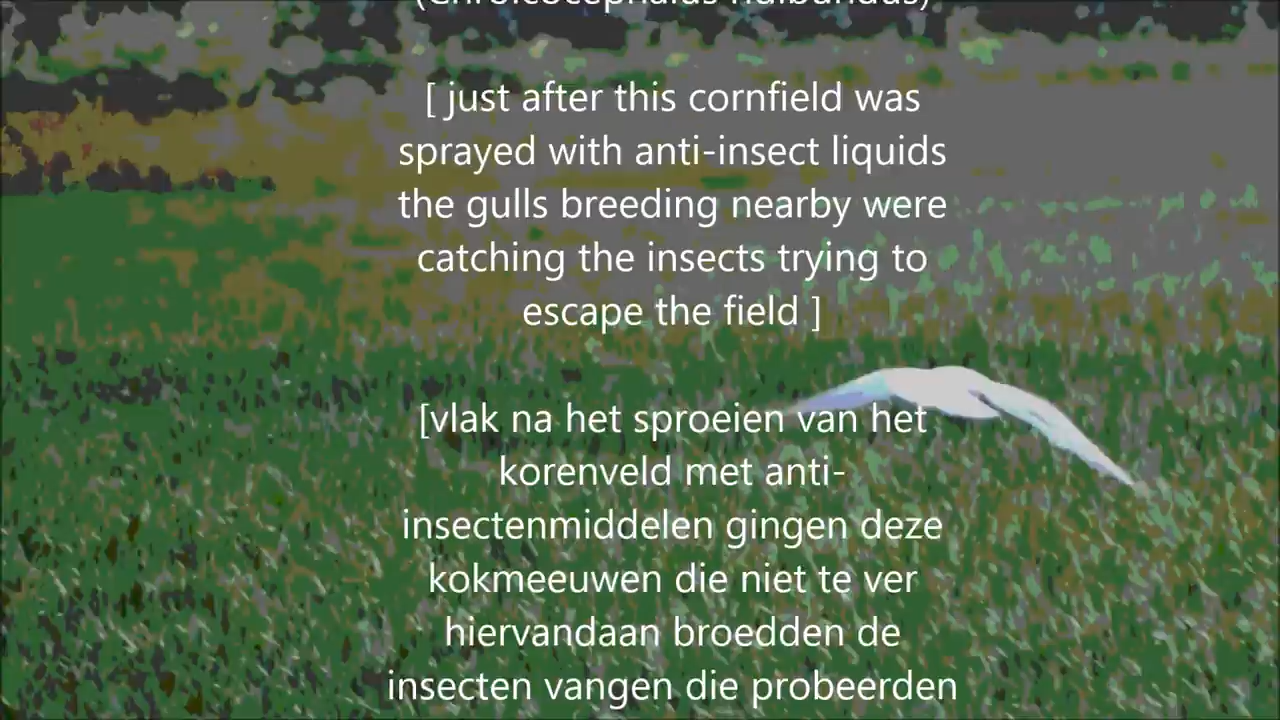 [ just after this cornfield was
sprayed with anti-insect liquids
the gulls breeding nearby were
catching the insects trying to
escape the field ]
[vlak na het sproeien van het
korenveld met anti-
insectenmiddelen gingen deze
kokmeeuwen die niet te ver
hiervandaan broedden de
insecten vangen die probeerden